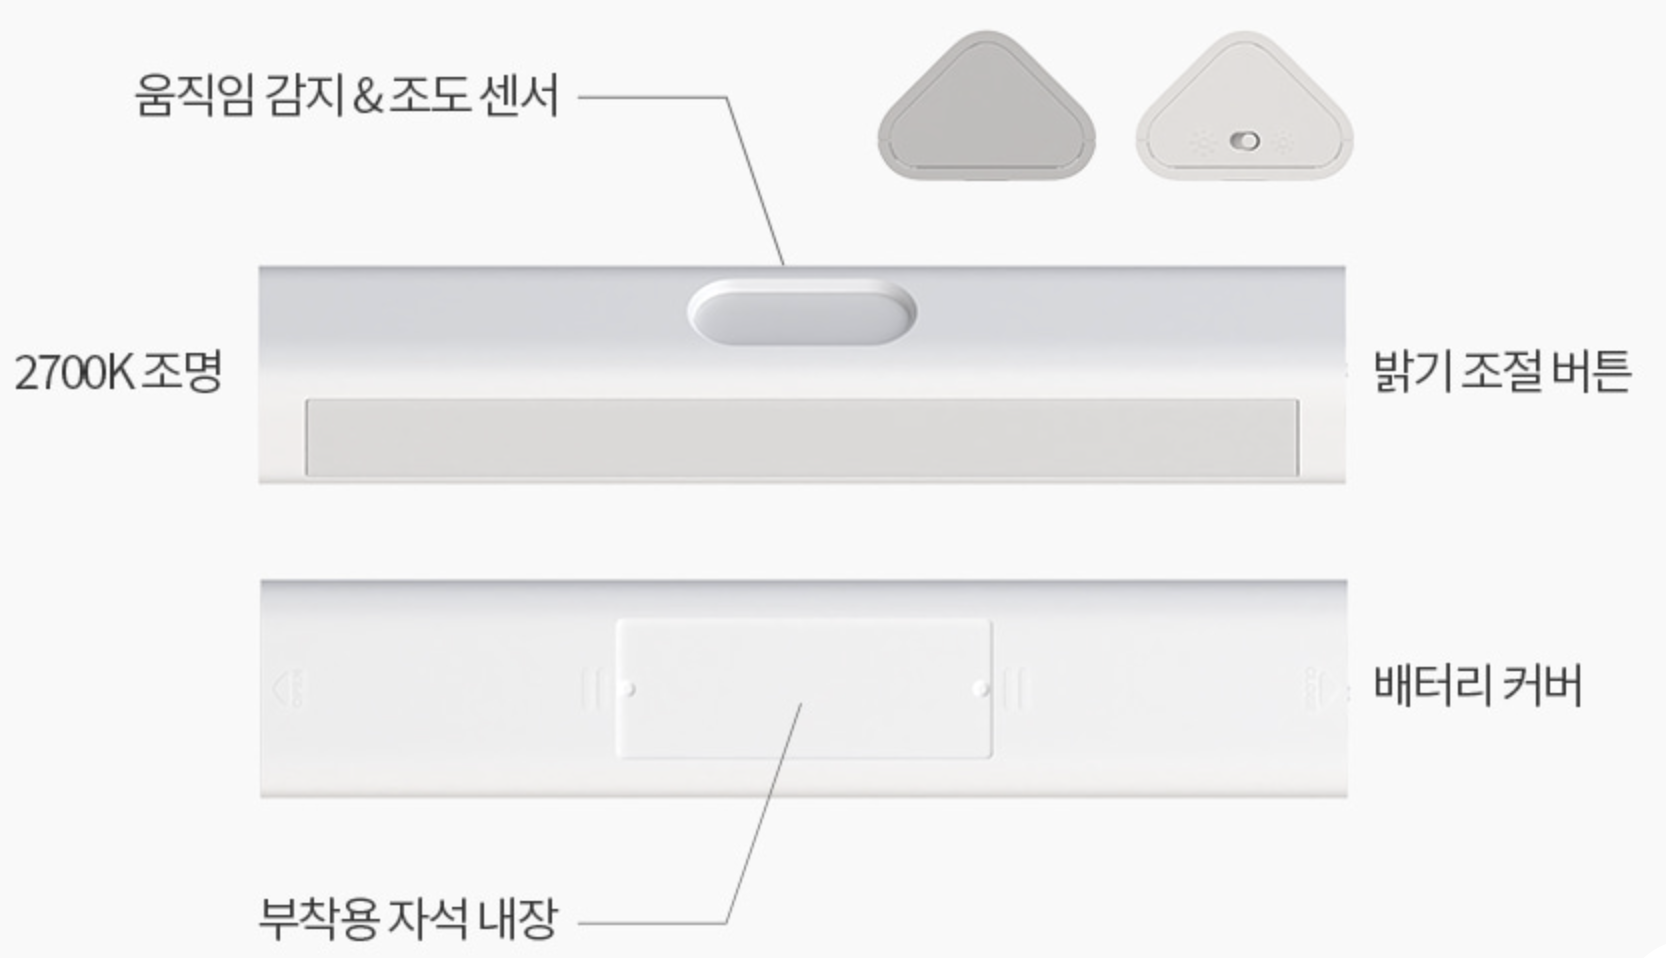 움직임 감지 & 조도 센서
2700K 조명
밝기 조절 버튼
OPEN
배터리 커버
부착용 자석 내장